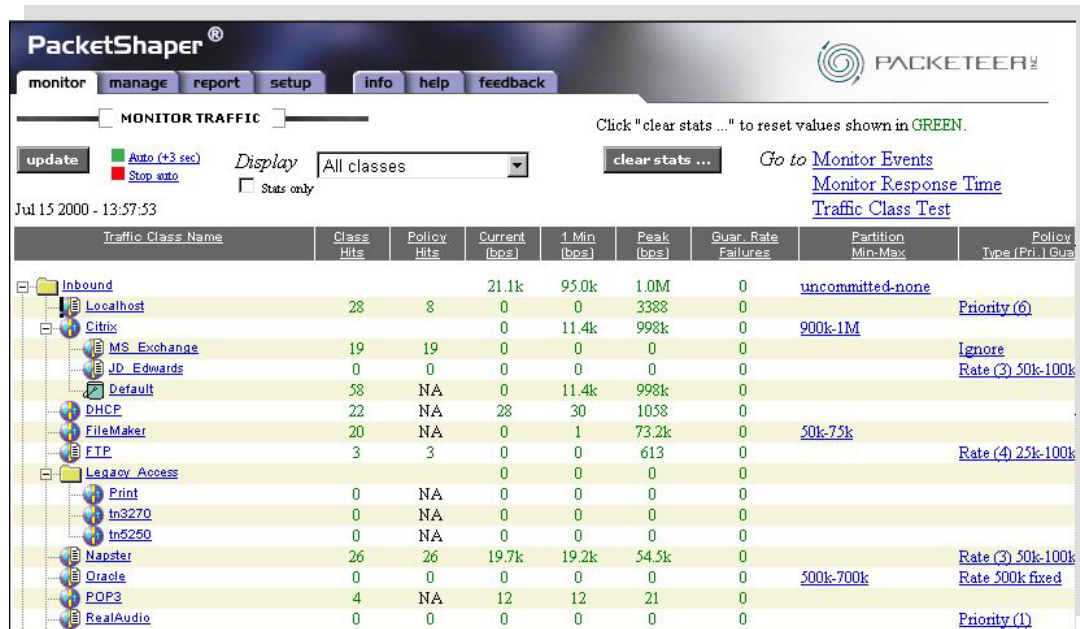 PacketShaper ®
PACKETEER INC
monitor manage report setup info help feedback
MONITOR TRAFFIC
Click "clear stats ..." to reset values shown in GREEN.
update Auto (+3 sec) Stop auto Display All classes clear stats ... Go to Monitor Events
Stats only
Monitor Response Time
Jul 15 2000 - 13:57:53 Traffic Class Test
Traffic Class Name Class Hits Policy Hits Current (bps) 1 Min (bps) Peak (bps) Guar. Rate Failures Partition Min-Max Policy Type (Pri.) Gua
Inbound 21.1k 95.0k 1.0M 0 uncommitted-none
Localhost 28 8 0 0 3388 0 Priority (6)
Citrix 0 11.4k 998k 0 900k-1M
MS_Exchange 19 19 0 0 0 0 Ignore
JD_Edwards 0 0 0 0 0 0 Rate (3) 50k-100k
Default 58 NA 0 11.4k 998k 0
DHCP 22 NA 28 30 1058 0
FileMaker 20 NA 0 1 73.2k 0 50k-75k
FTP 3 3 0 0 613 0 Rate (4) 25k-100k
Legacy_Access 0 0 0 0
Print 0 NA 0 0 0 0
tn3270 0 NA 0 0 0 0
tn5250 0 NA 0 0 0 0
Napster 26 26 19.7k 19.2k 54.5k 0 Rate (3) 50k-100k
Oracle 0 0 0 0 0 0 500k-700k Rate 500k fixed
POP3 4 NA 12 12 21 0
RealAudio 0 0 0 0 0 0 Priority (1)